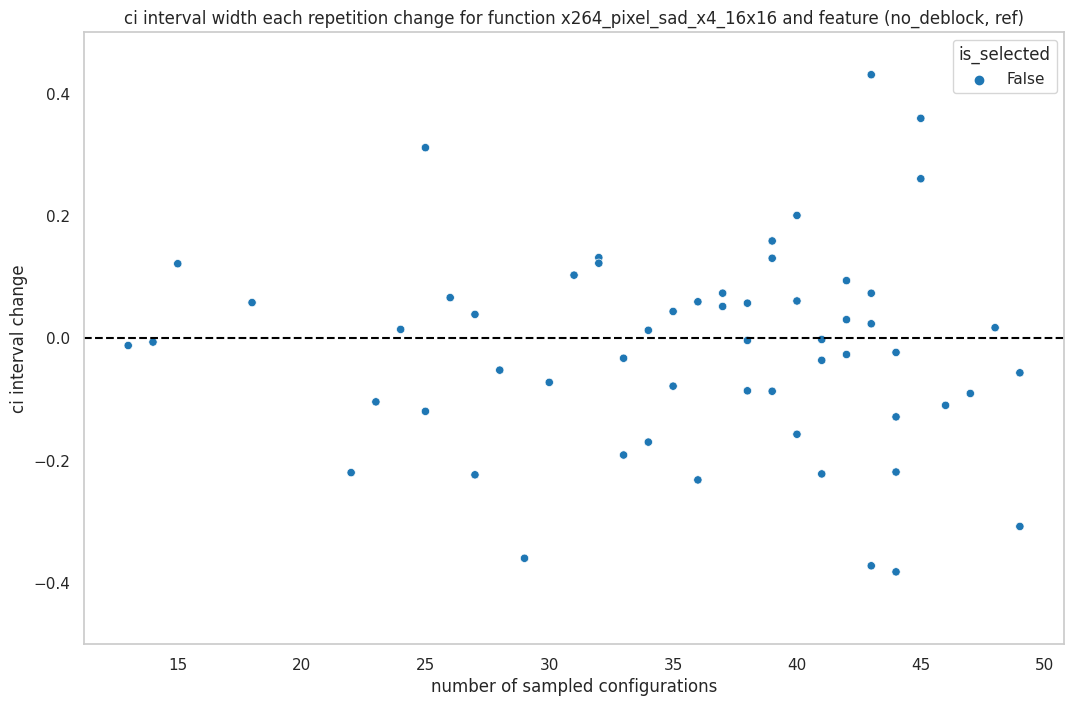 ci interval width each repetition change for function x264_pixel_sad_x4_16x16 and feature (no_deblock, ref)
is_selected
False
0.4
0.2
0.0
−0.2
−0.4
ci interval change
15
20
25
30
35
40
45
50
number of sampled configurations